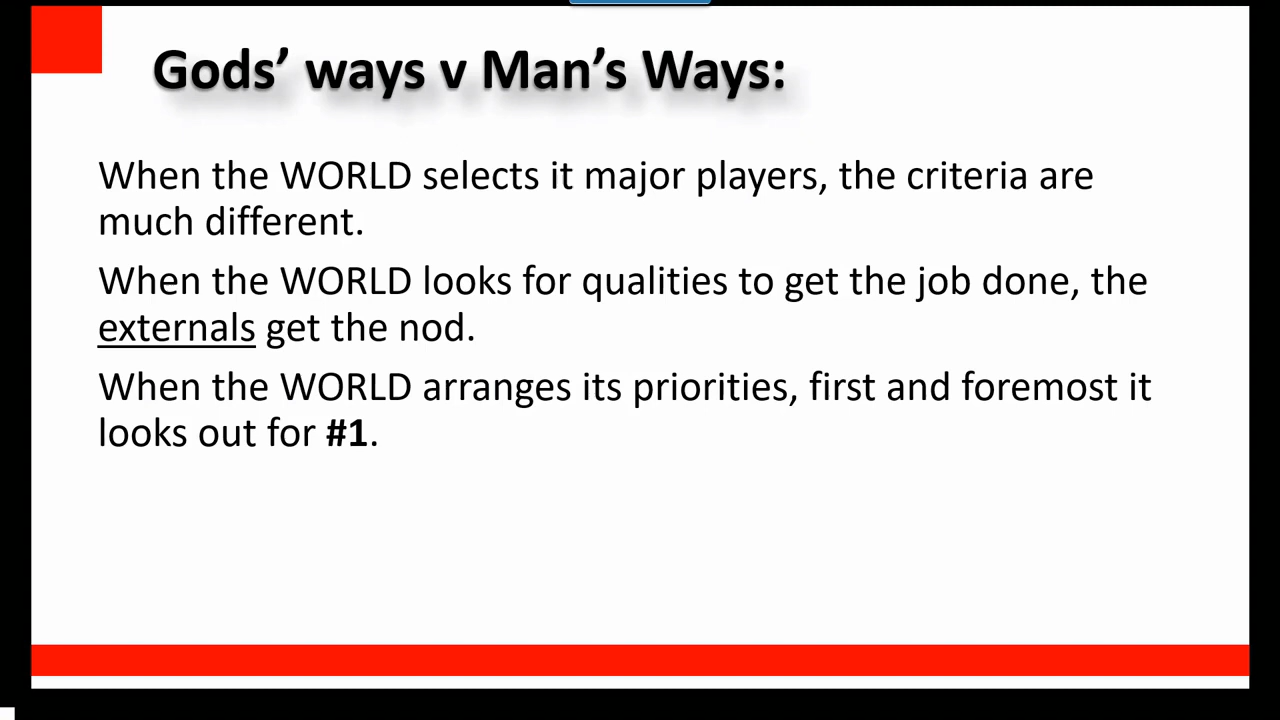 Gods’ ways v Man’s Ways:
When the WORLD selects it major players, the criteria are
much different.
When the WORLD looks for qualities to get the job done, the
externals get the nod.
When the WORLD arranges its priorities, first and foremost it
looks out for #1.